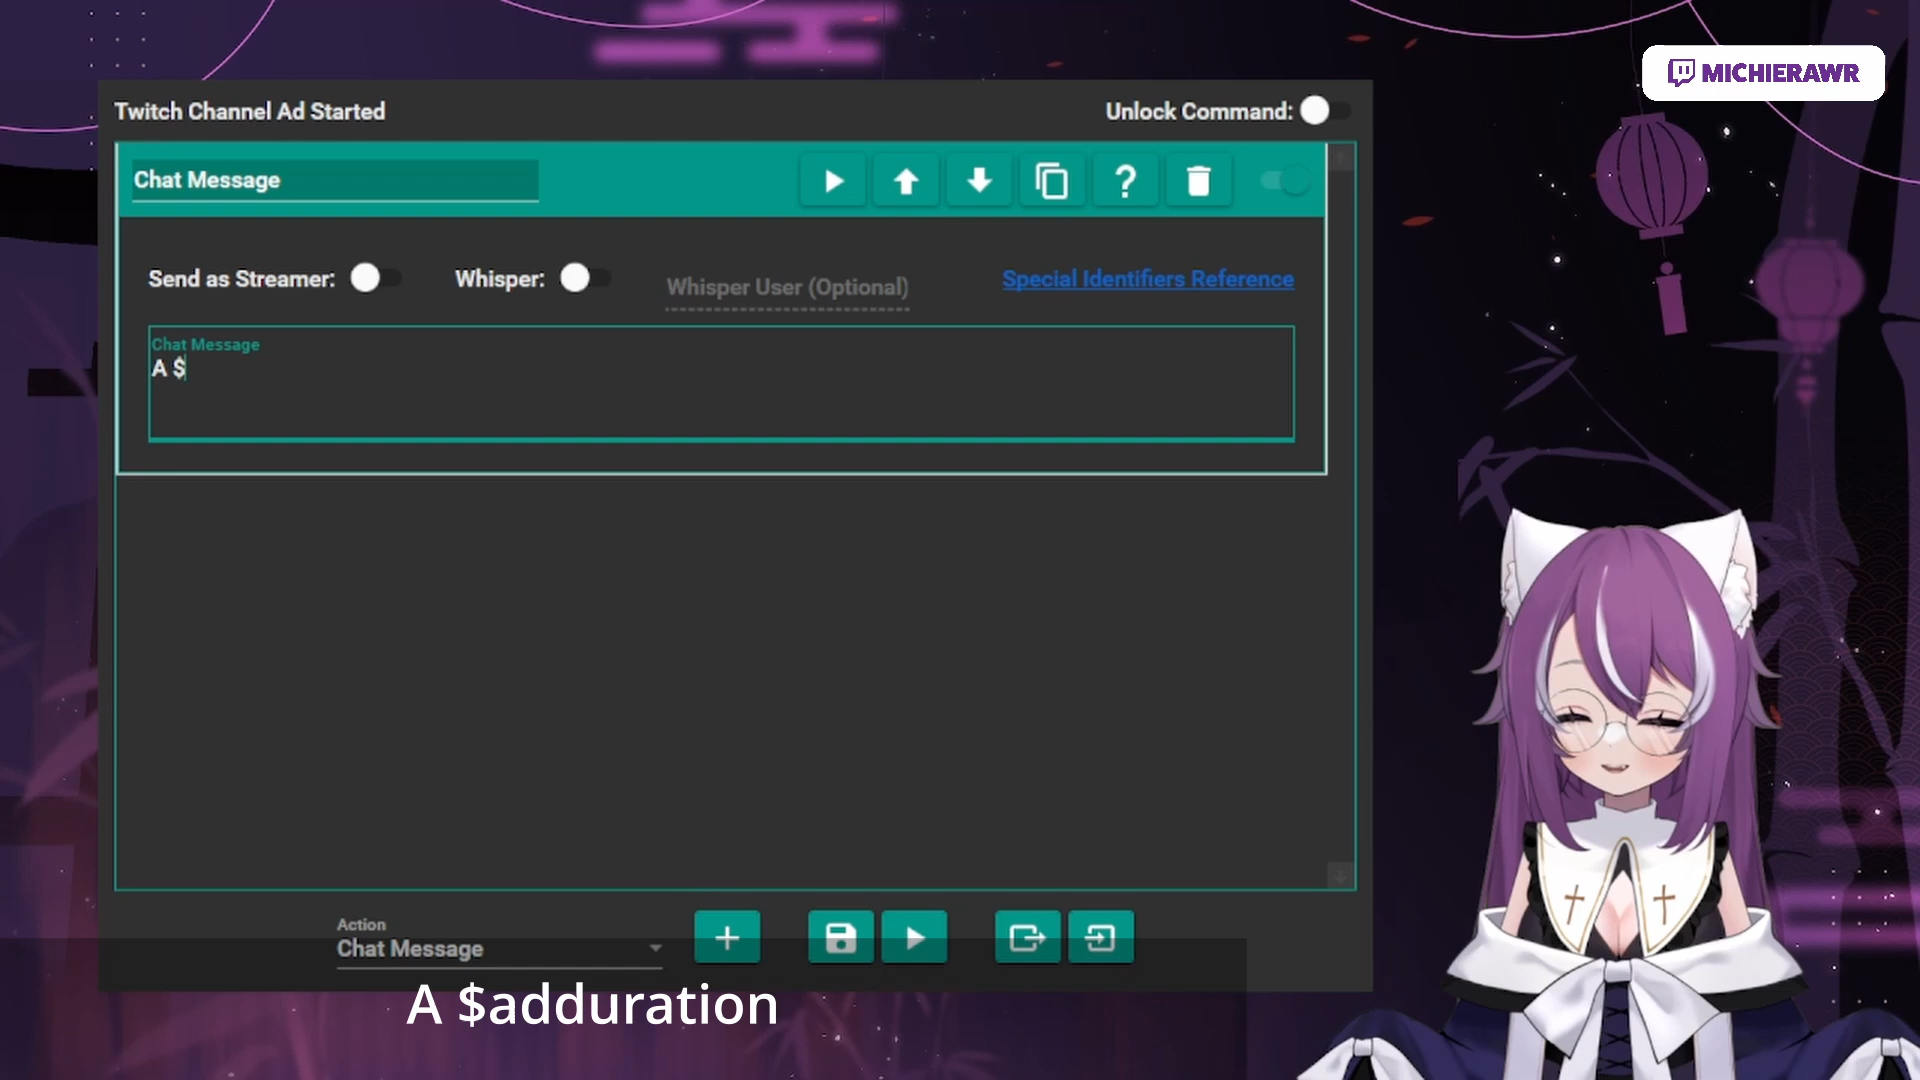 MICHIERAWR
Twitch Channel Ad Started
Unlock Command:
Chat Message
?
Send as Streamer:
Whisper:
Whisper User (Optional)
Special Identifiers Reference
Chat Message
A $
Action
Chat Message
A $adduration